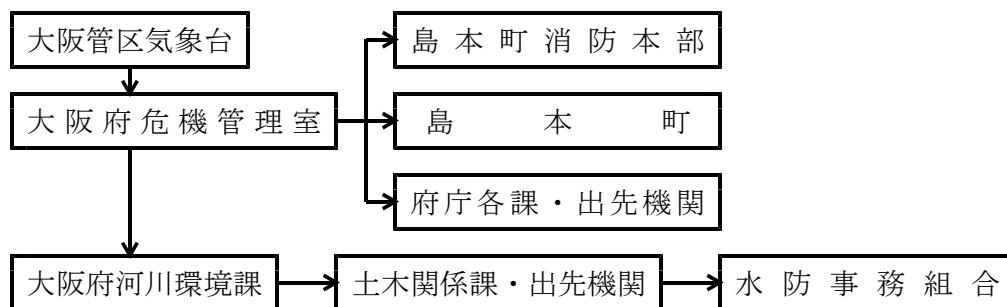 大阪管区気象台
島本町消防本部
大阪府危機管理室
島本町
府庁各課・出先機関
大阪府河川環境課
土木関係課・出先機関
水防事務組合